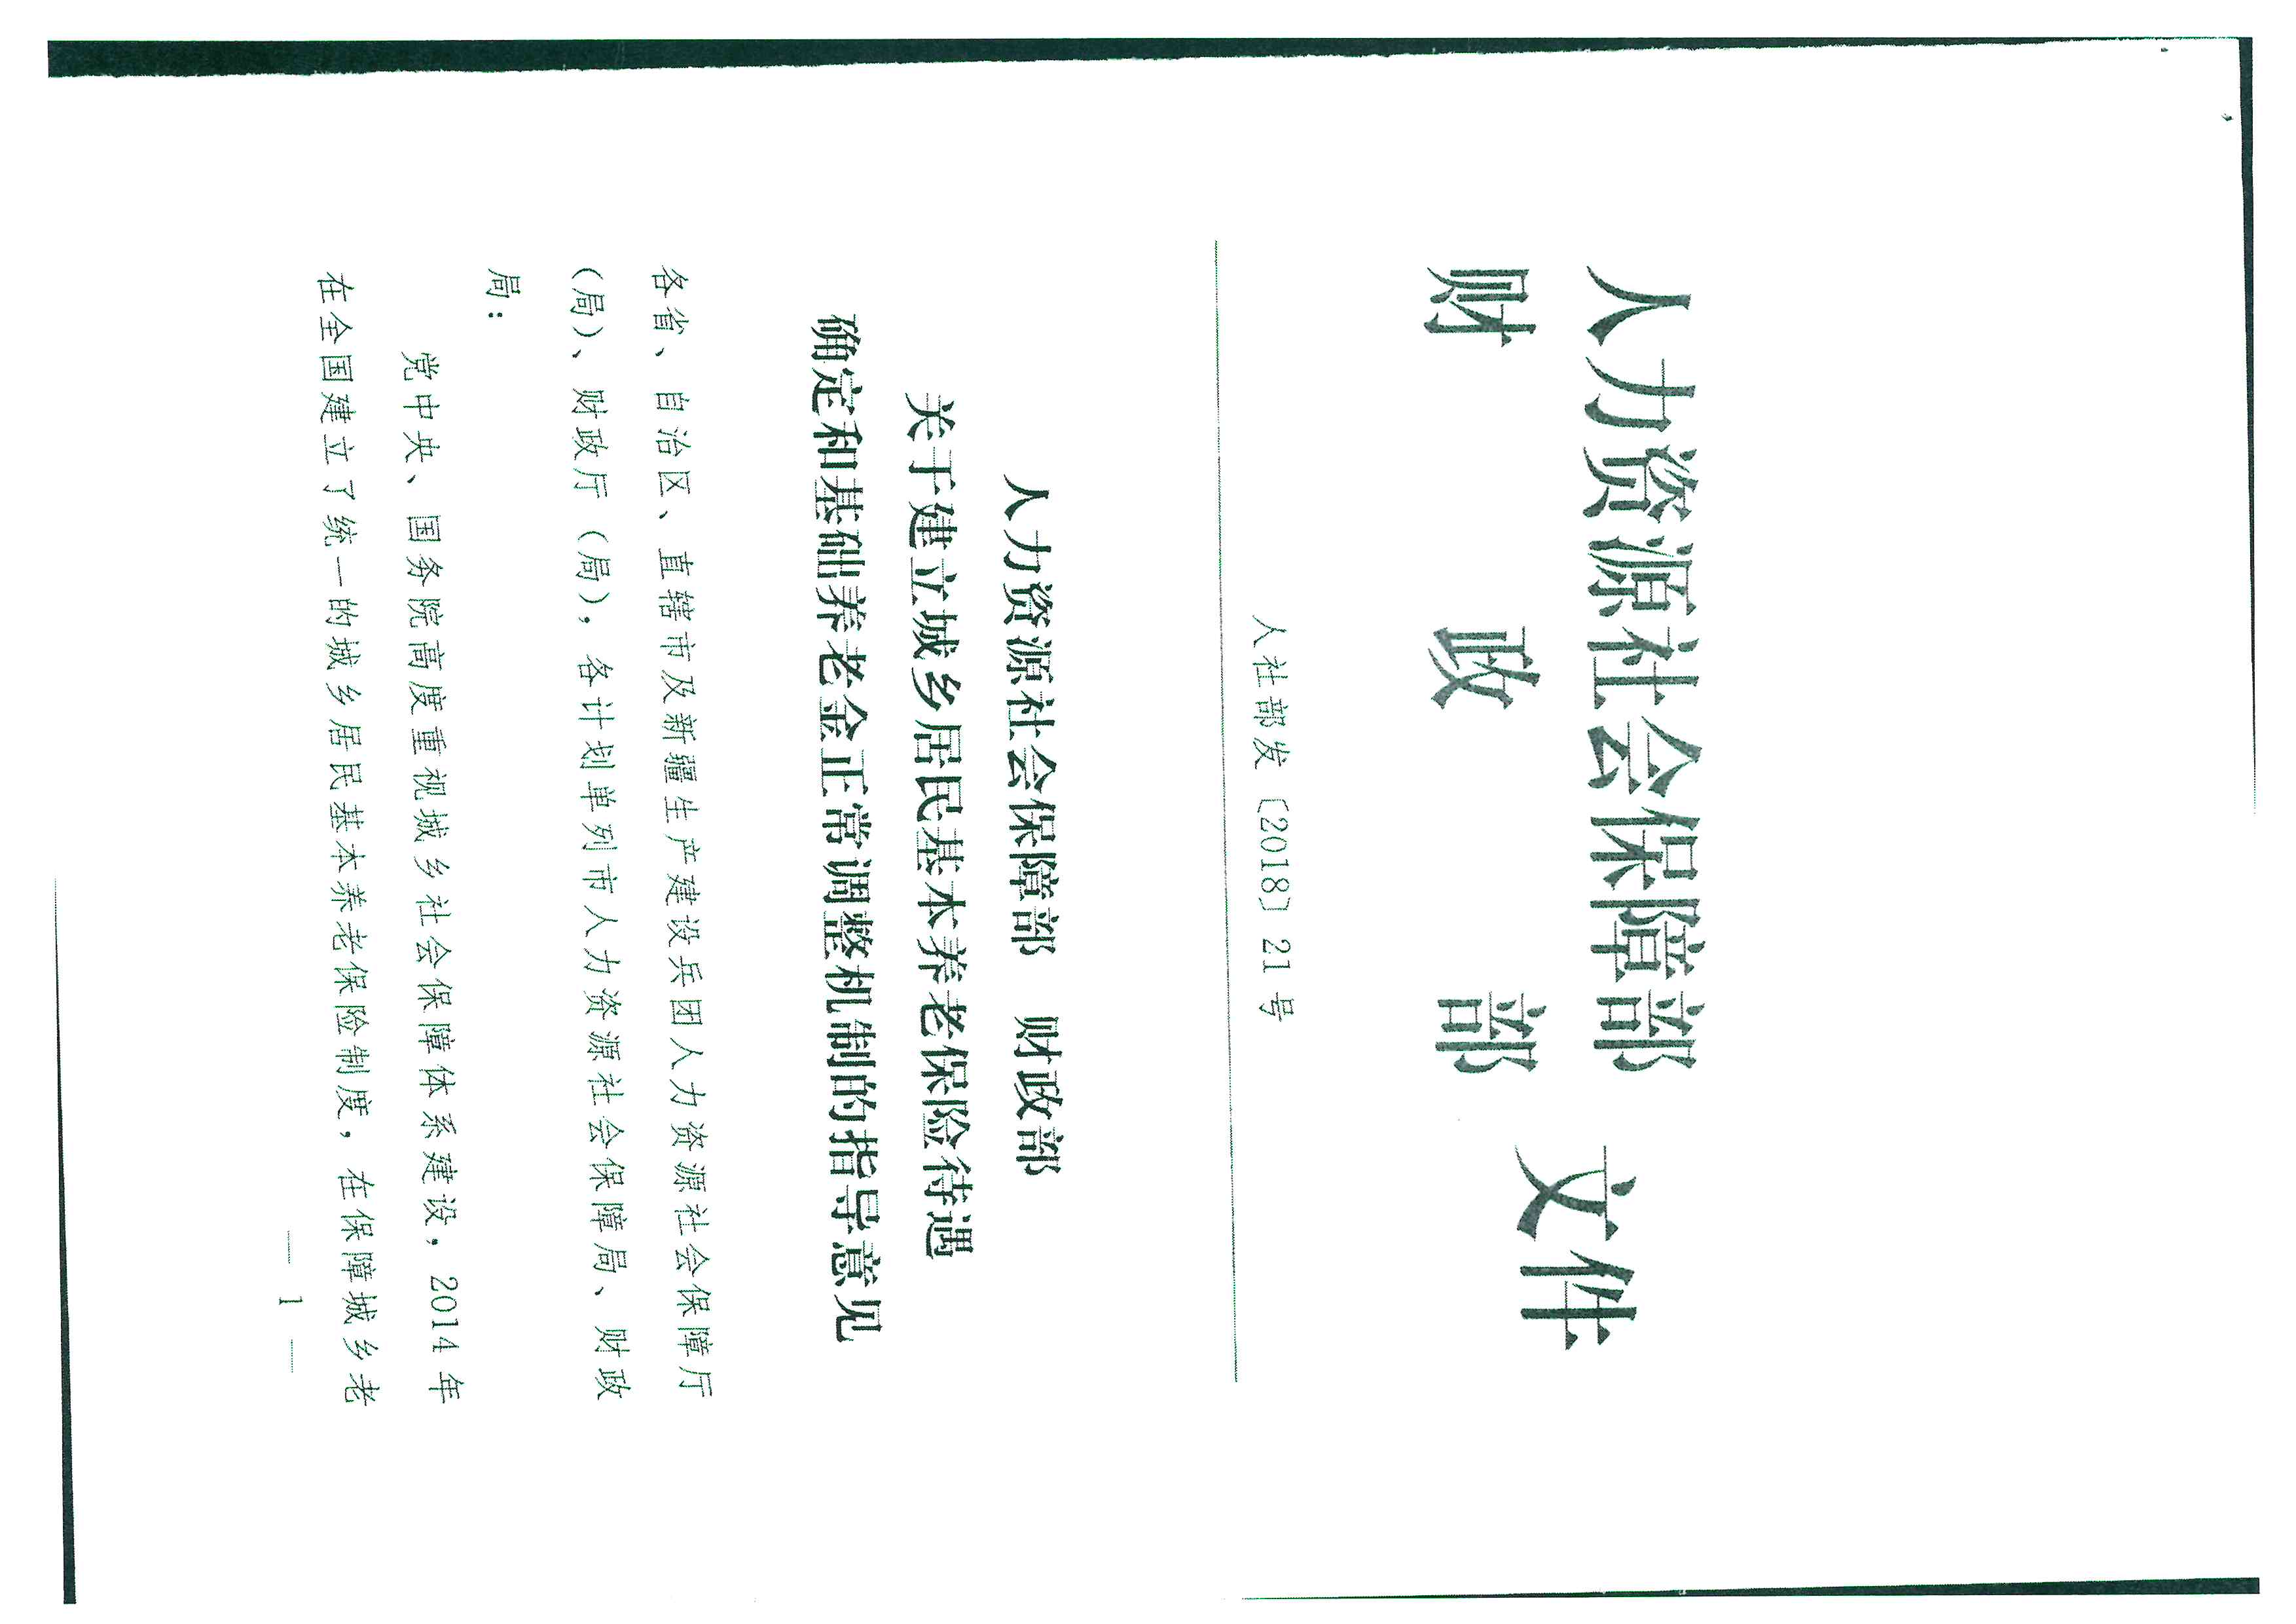 人力资源社会保障部
财政部
文件
人社部发〔2018〕21号
人力资源社会保障部 财政部
关于建立城乡居民基本养老保险待遇
确定和基础养老金正常调整机制的指导意见
各省、自治区、直辖市及新疆生产建设兵团人力资源社会保障厅
（局）、财政厅（局），各计划单列市人力资源社会保障局、财政
局：
党中央、国务院高度重视城乡社会保障体系建设，2014年
在全国建立了统一的城乡居民基本养老保险制度，在保障城乡老
— 1 —